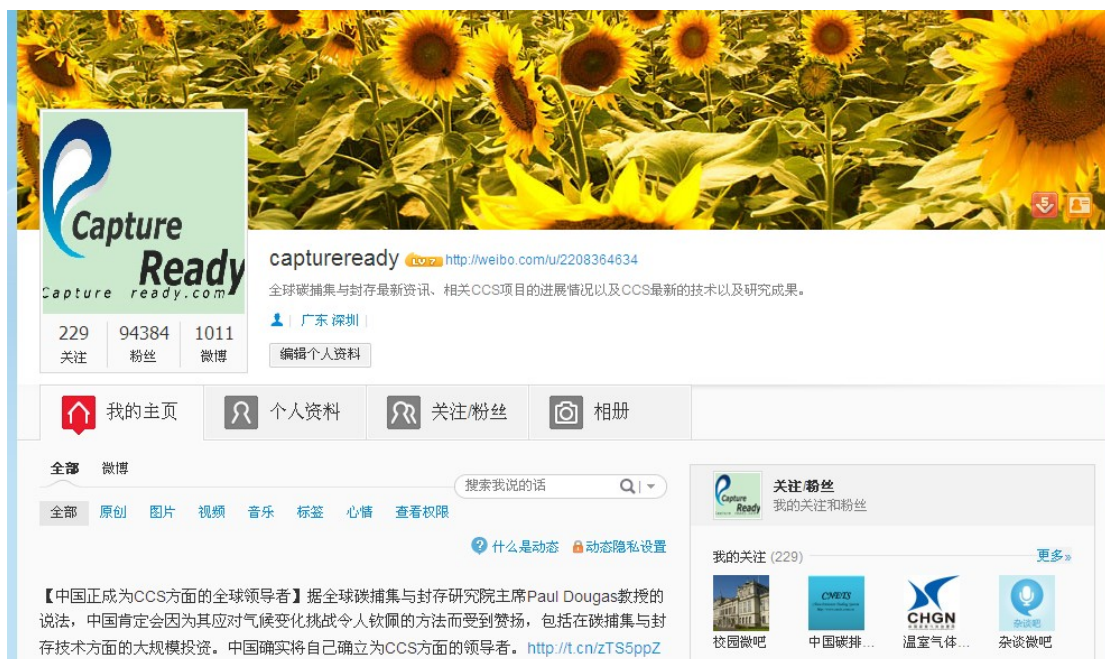 Capture
Ready
Capture ready.com
captureready LV 7 http://weibo.com/u/2208364634
全球碳捕集与封存最新资讯、相关CCS项目的进展情况以及CCS最新的技术以及研究成果。
广东 深圳
229 94384 1011
关注 粉丝 微博
编辑个人资料
我的主页 个人资料 关注/粉丝 相册
全部 微博
搜索我说的话
全部 原创 图片 视频 音乐 标签 心情 查看权限
什么是动态 动态隐私设置
【中国正成为CCS方面的全球领导者】据全球碳捕集与封存研究院主席Paul Dougas教授的
说法，中国肯定会因为其应对气候变化挑战令人钦佩的方法而受到赞扬，包括在碳捕集与封
存技术方面的大规模投资。中国确实将自己确立为CCS方面的领导者。http://t.cn/zTS5ppZ
Capture
Ready
关注/粉丝
我的关注和粉丝
我的关注 (229) 更多»
CNETS
CHGN
杂谈吧
校园微吧 中国碳排... 温室气体... 杂谈微吧
5